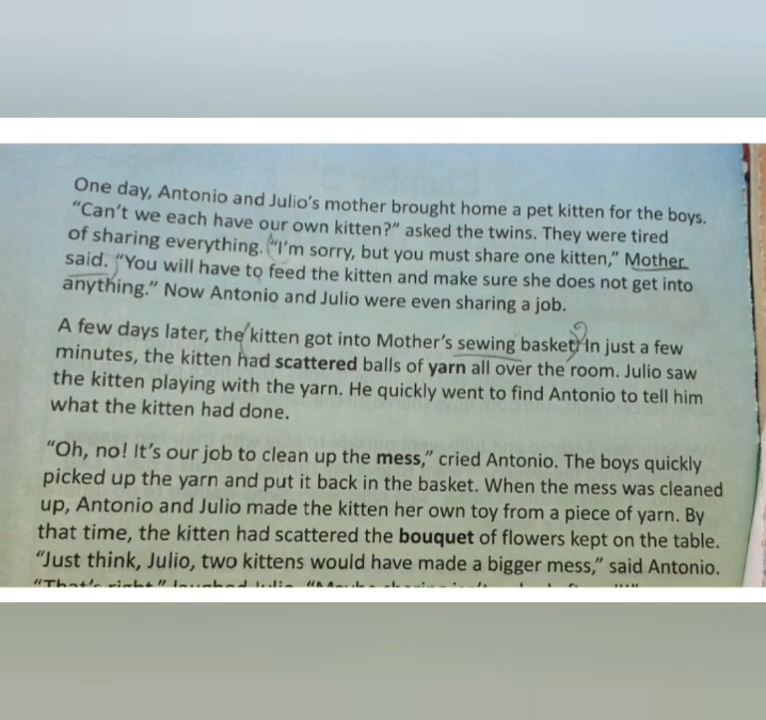 One day, Antonio and Julio's mother brought home a pet kitten for the boys.
"Can't we each have our own kitten?" asked the twins. They were tired
of sharing everything. "I'm sorry, but you must share one kitten," Mother
said. "You will have to feed the kitten and make sure she does not get into
anything." Now Antonio and Julio were even sharing a job.
A few days later, the kitten got into Mother's sewing basket. In just a few
minutes, the kitten had scattered balls of yarn all over the room. Julio saw
the kitten playing with the yarn. He quickly went to find Antonio to tell him
what the kitten had done.
"Oh, no! It's our job to clean up the mess," cried Antonio. The boys quickly
picked up the yarn and put it back in the basket. When the mess was cleaned
up, Antonio and Julio made the kitten her own toy from a piece of yarn. By
that time, the kitten had scattered the bouquet of flowers kept on the table.
"Just think, Julio, two kittens would have made a bigger mess," said Antonio.
"That's right," laughed Julio. "Maybe sharing isn't